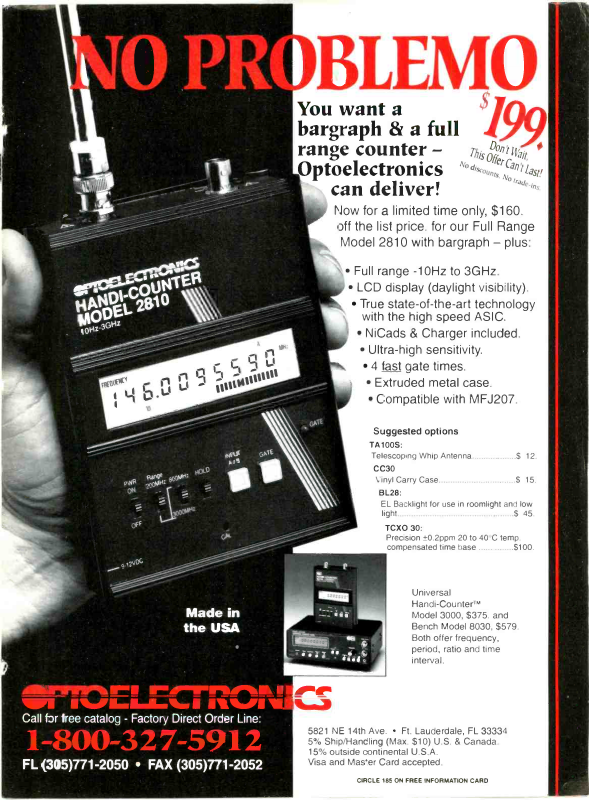 NO PROBLEMO
You want a
bargraph & a full
range counter –
Optoelectronics
can deliver!
$199.
Don't Wait.
This Offer Can't Last!
No discounts. No trade-ins.
Now for a limited time only, $160.
off the list price. for our Full Range
Model 2810 with bargraph – plus:
• Full range -10Hz to 3GHz.
• LCD display (daylight visibility).
• True state-of-the-art technology
with the high speed ASIC.
• NiCads & Charger included.
• Ultra-high sensitivity.
• 4 fast gate times.
• Extruded metal case.
• Compatible with MFJ207.
Suggested options
TA100S:
Telescoping Whip Antenna..............$ 12.
CC30
Vinyl Carry Case........................$ 15.
BL28:
EL Backlight for use in roomlight and low
light....................................$ 45.
TCXO 30:
Precision ±0.2ppm 20 to 40°C temp.
compensated time base ..............$100.
OPTOELECTRONICS
HANDI-COUNTER
MODEL 2810
10Hz-3GHz
FREQUENCY
MHz
146.0095590
GATE
PWR
ON
OFF
Range
200MHz
600MHz
3000MHz
HOLD
INPUT
GATE
CAL
9-12VDC
Made in
the USA
Universal
Handi-Counter™
Model 3000, $375. and
Bench Model 8030, $579.
Both offer frequency,
period, ratio and time
interval.
OPTOELECTRONICS
Call for free catalog - Factory Direct Order Line:
1-800-327-5912
FL (305)771-2050 • FAX (305)771-2052
5821 NE 14th Ave. • Ft. Lauderdale, FL 33334
5% Ship/Handling (Max. $10) U.S. & Canada.
15% outside continental U.S.A.
Visa and Master Card accepted.
CIRCLE 185 ON FREE INFORMATION CARD